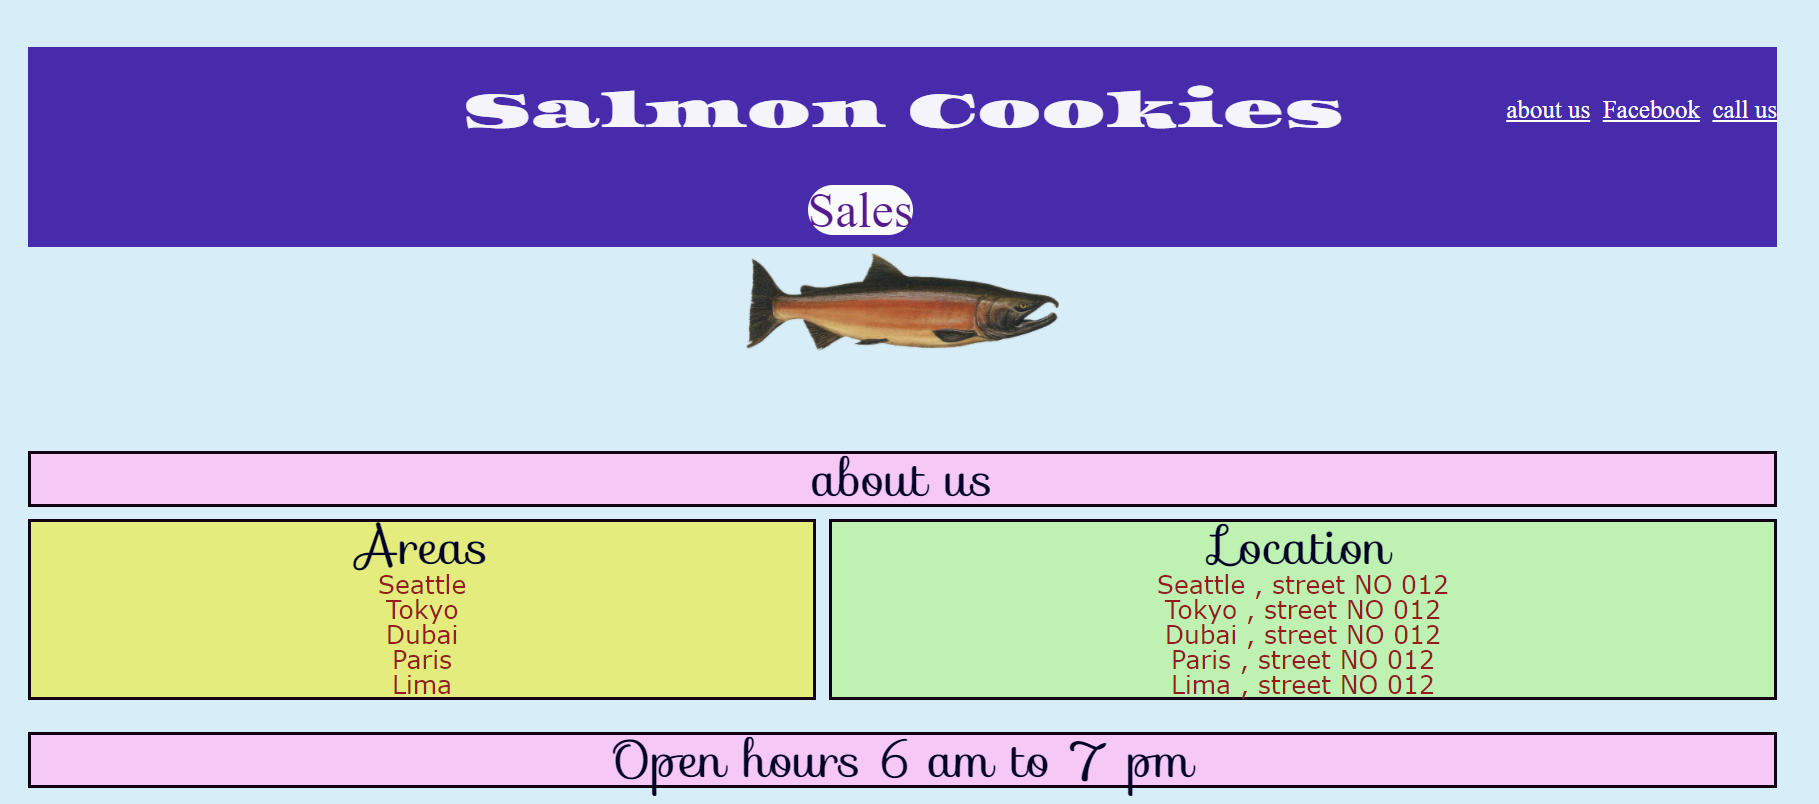 Salmon Cookies
about us Facebook call us
Sales
about us
Areas
Seattle
Tokyo
Dubai
Paris
Lima
Location
Seattle , street NO 012
Tokyo , street NO 012
Dubai , street NO 012
Paris , street NO 012
Lima , street NO 012
Open hours 6 am to 7 pm